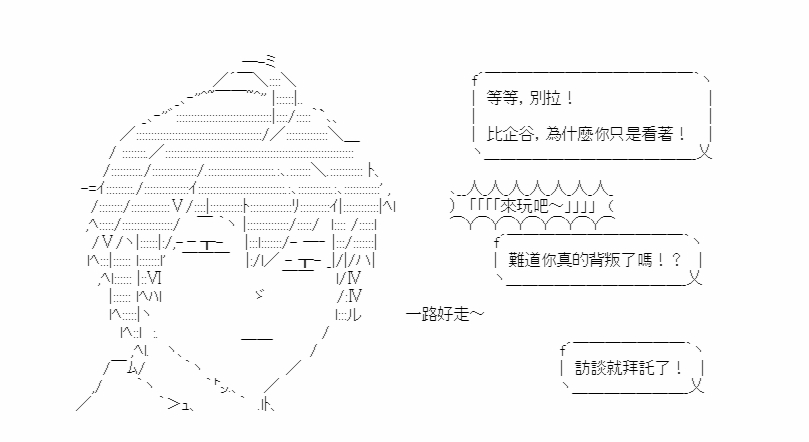 等等，別拉！
比企谷，為什麼你只是看著！
「「「「來玩吧～」」」」
難道你真的背叛了嗎！？
一路好走～
訪談就拜託了！